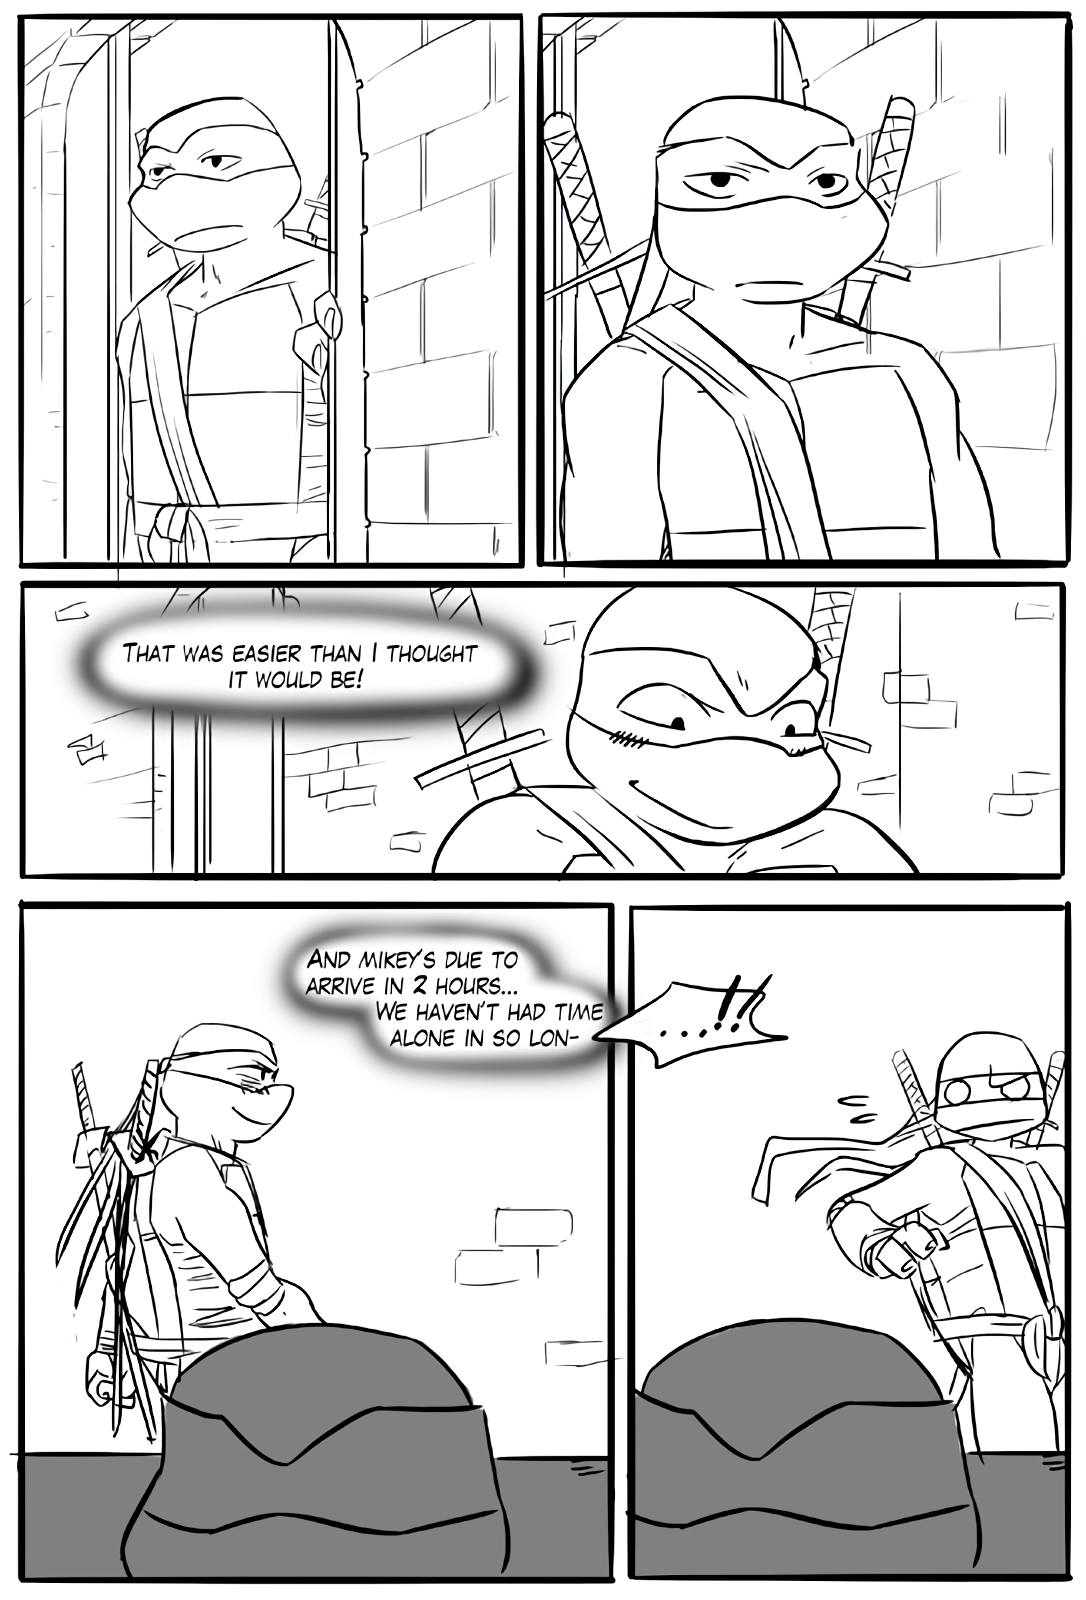 THAT WAS EASIER THAN I THOUGHT
IT WOULD BE!
AND MIKEY'S DUE TO
ARRIVE IN 2 HOURS...
WE HAVEN'T HAD TIME
ALONE IN SO LON-
....!!